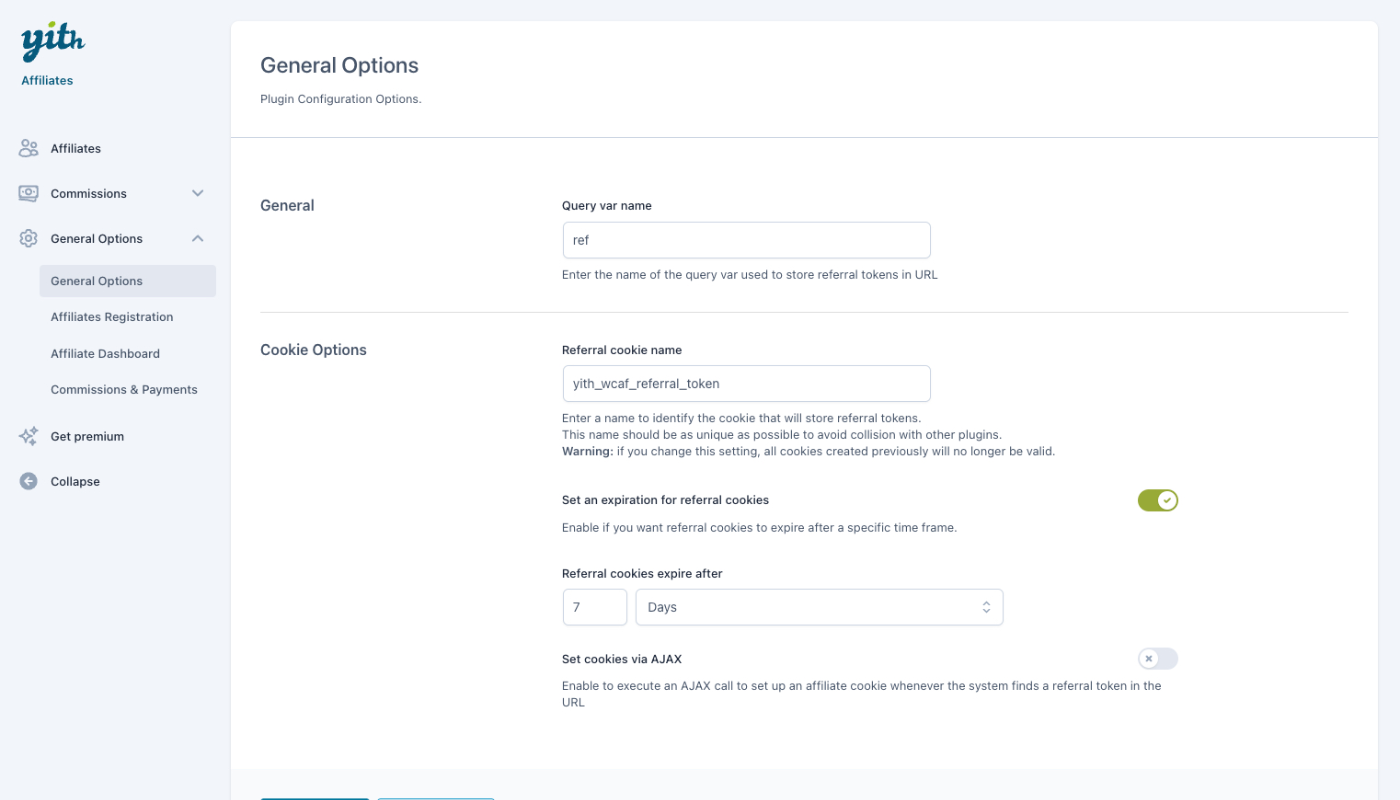 yith
Affiliates
Affiliates
Commissions
General Options
General Options
Affiliates Registration
Affiliate Dashboard
Commissions & Payments
Get premium
Collapse
General Options
Plugin Configuration Options.
General
Query var name
ref
Enter the name of the query var used to store referral tokens in URL
Cookie Options
Referral cookie name
yith_wcaf_referral_token
Enter a name to identify the cookie that will store referral tokens.
This name should be as unique as possible to avoid collision with other plugins.
Warning: if you change this setting, all cookies created previously will no longer be valid.
Set an expiration for referral cookies
Enable if you want referral cookies to expire after a specific time frame.
Referral cookies expire after
7
Days
Set cookies via AJAX
Enable to execute an AJAX call to set up an affiliate cookie whenever the system finds a referral token in the
URL